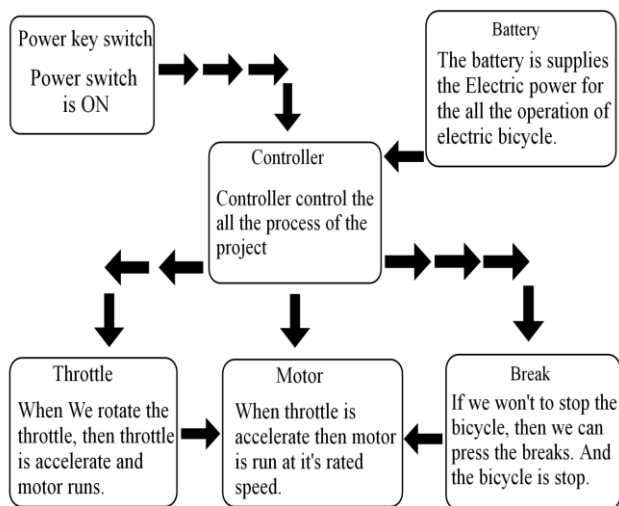 Power key switch
Power switch
is ON
Battery
The battery is supplies
the Electric power for
the all the operation of
electric bicycle.
Controller
Controller control the
all the process of the
project
Throttle
When We rotate the
throttle, then throttle
is accelerate and
motor runs.
Motor
When throttle is
accelerate then motor
is run at it's rated
speed.
Break
If we won't to stop the
bicycle, then we can
press the breaks. And
the bicycle is stop.